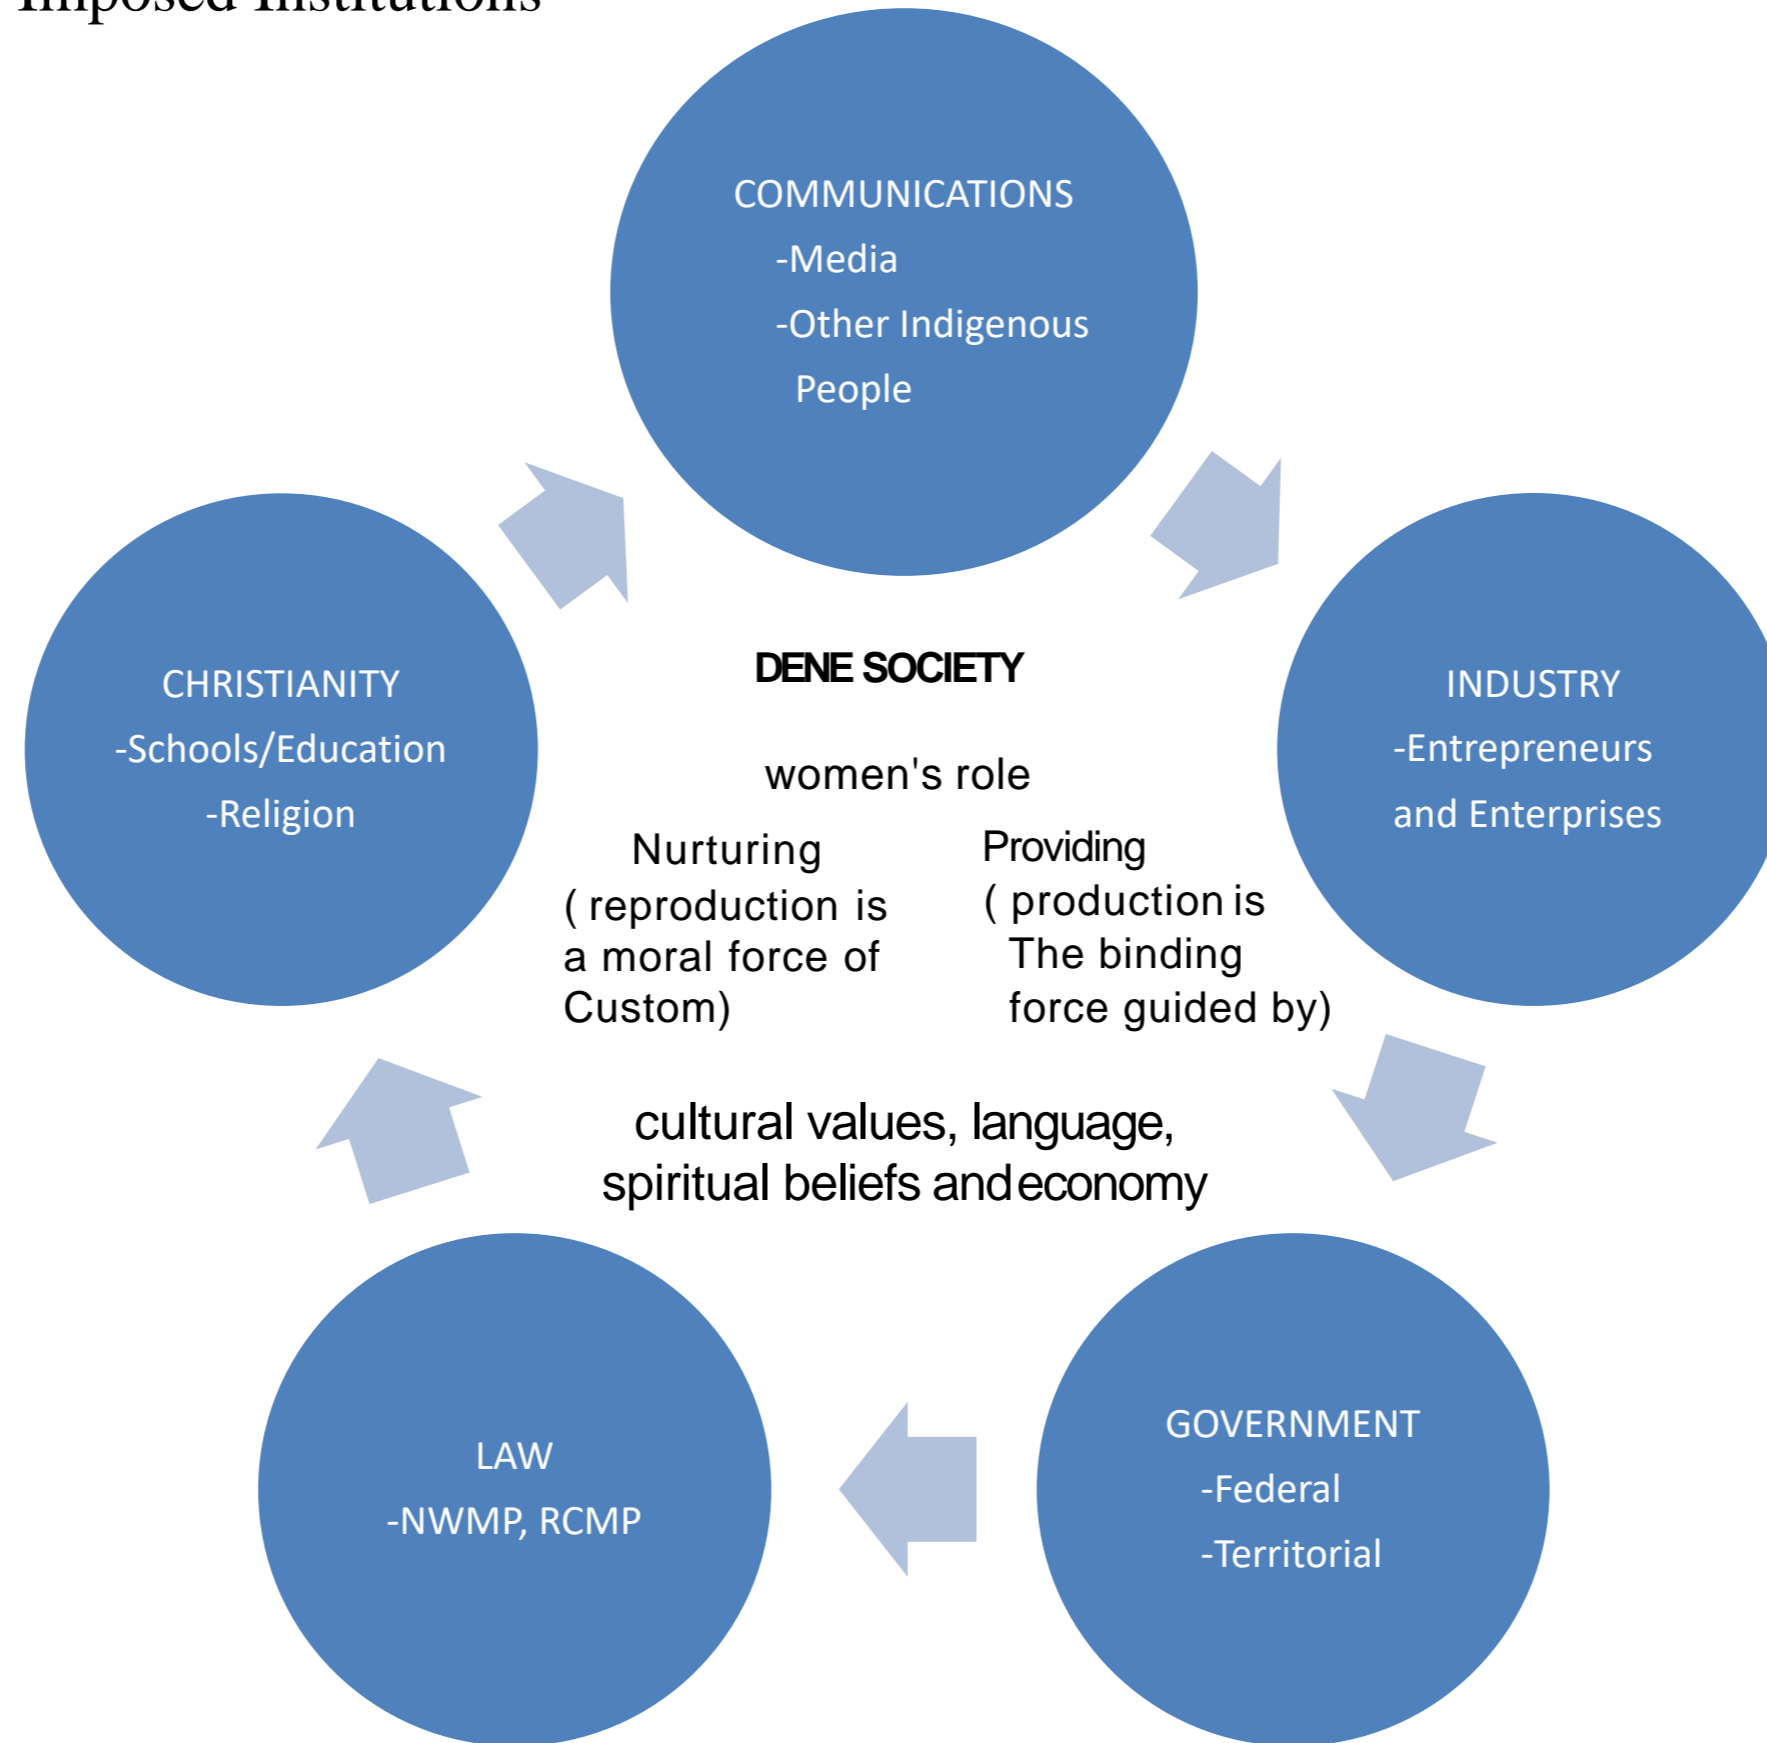 Imposed Institutions
COMMUNICATIONS
-Media
-Other Indigenous
People
CHRISTIANITY
-Schools/Education
-Religion
DENE SOCIETY
women's role
Nurturing
( reproduction is
a moral force of
Custom)
Providing
( production is
The binding
force guided by)
cultural values, language,
spiritual beliefs and economy
INDUSTRY
-Entrepreneurs
and Enterprises
LAW
-NWMP, RCMP
GOVERNMENT
-Federal
-Territorial